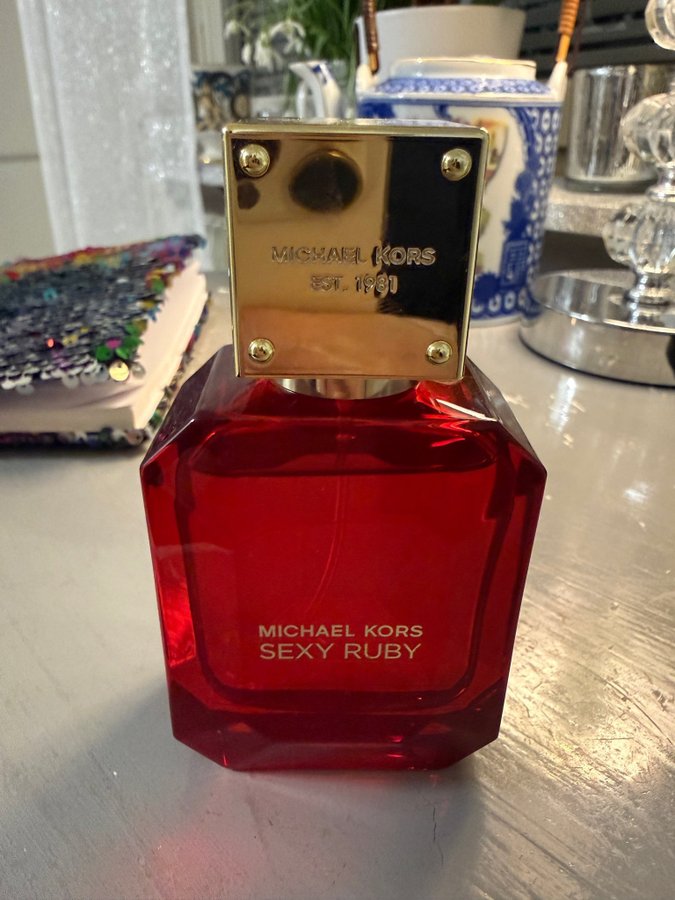 MICHAEL KORS
EST. 1981
MICHAEL KORS
SEXY RUBY